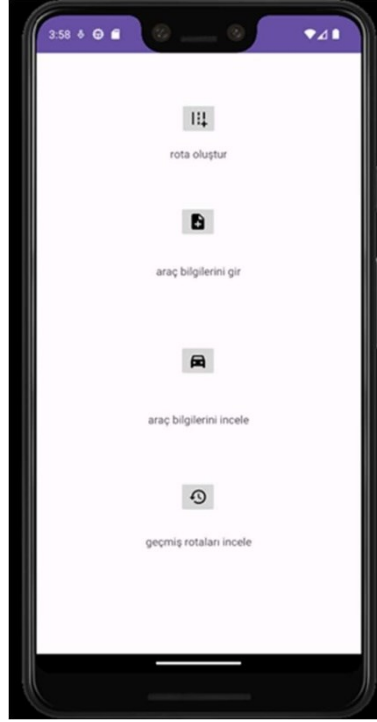 3:58
rota oluştur
araç bilgilerini gir
araç bilgilerini incele
geçmiş rotaları incele